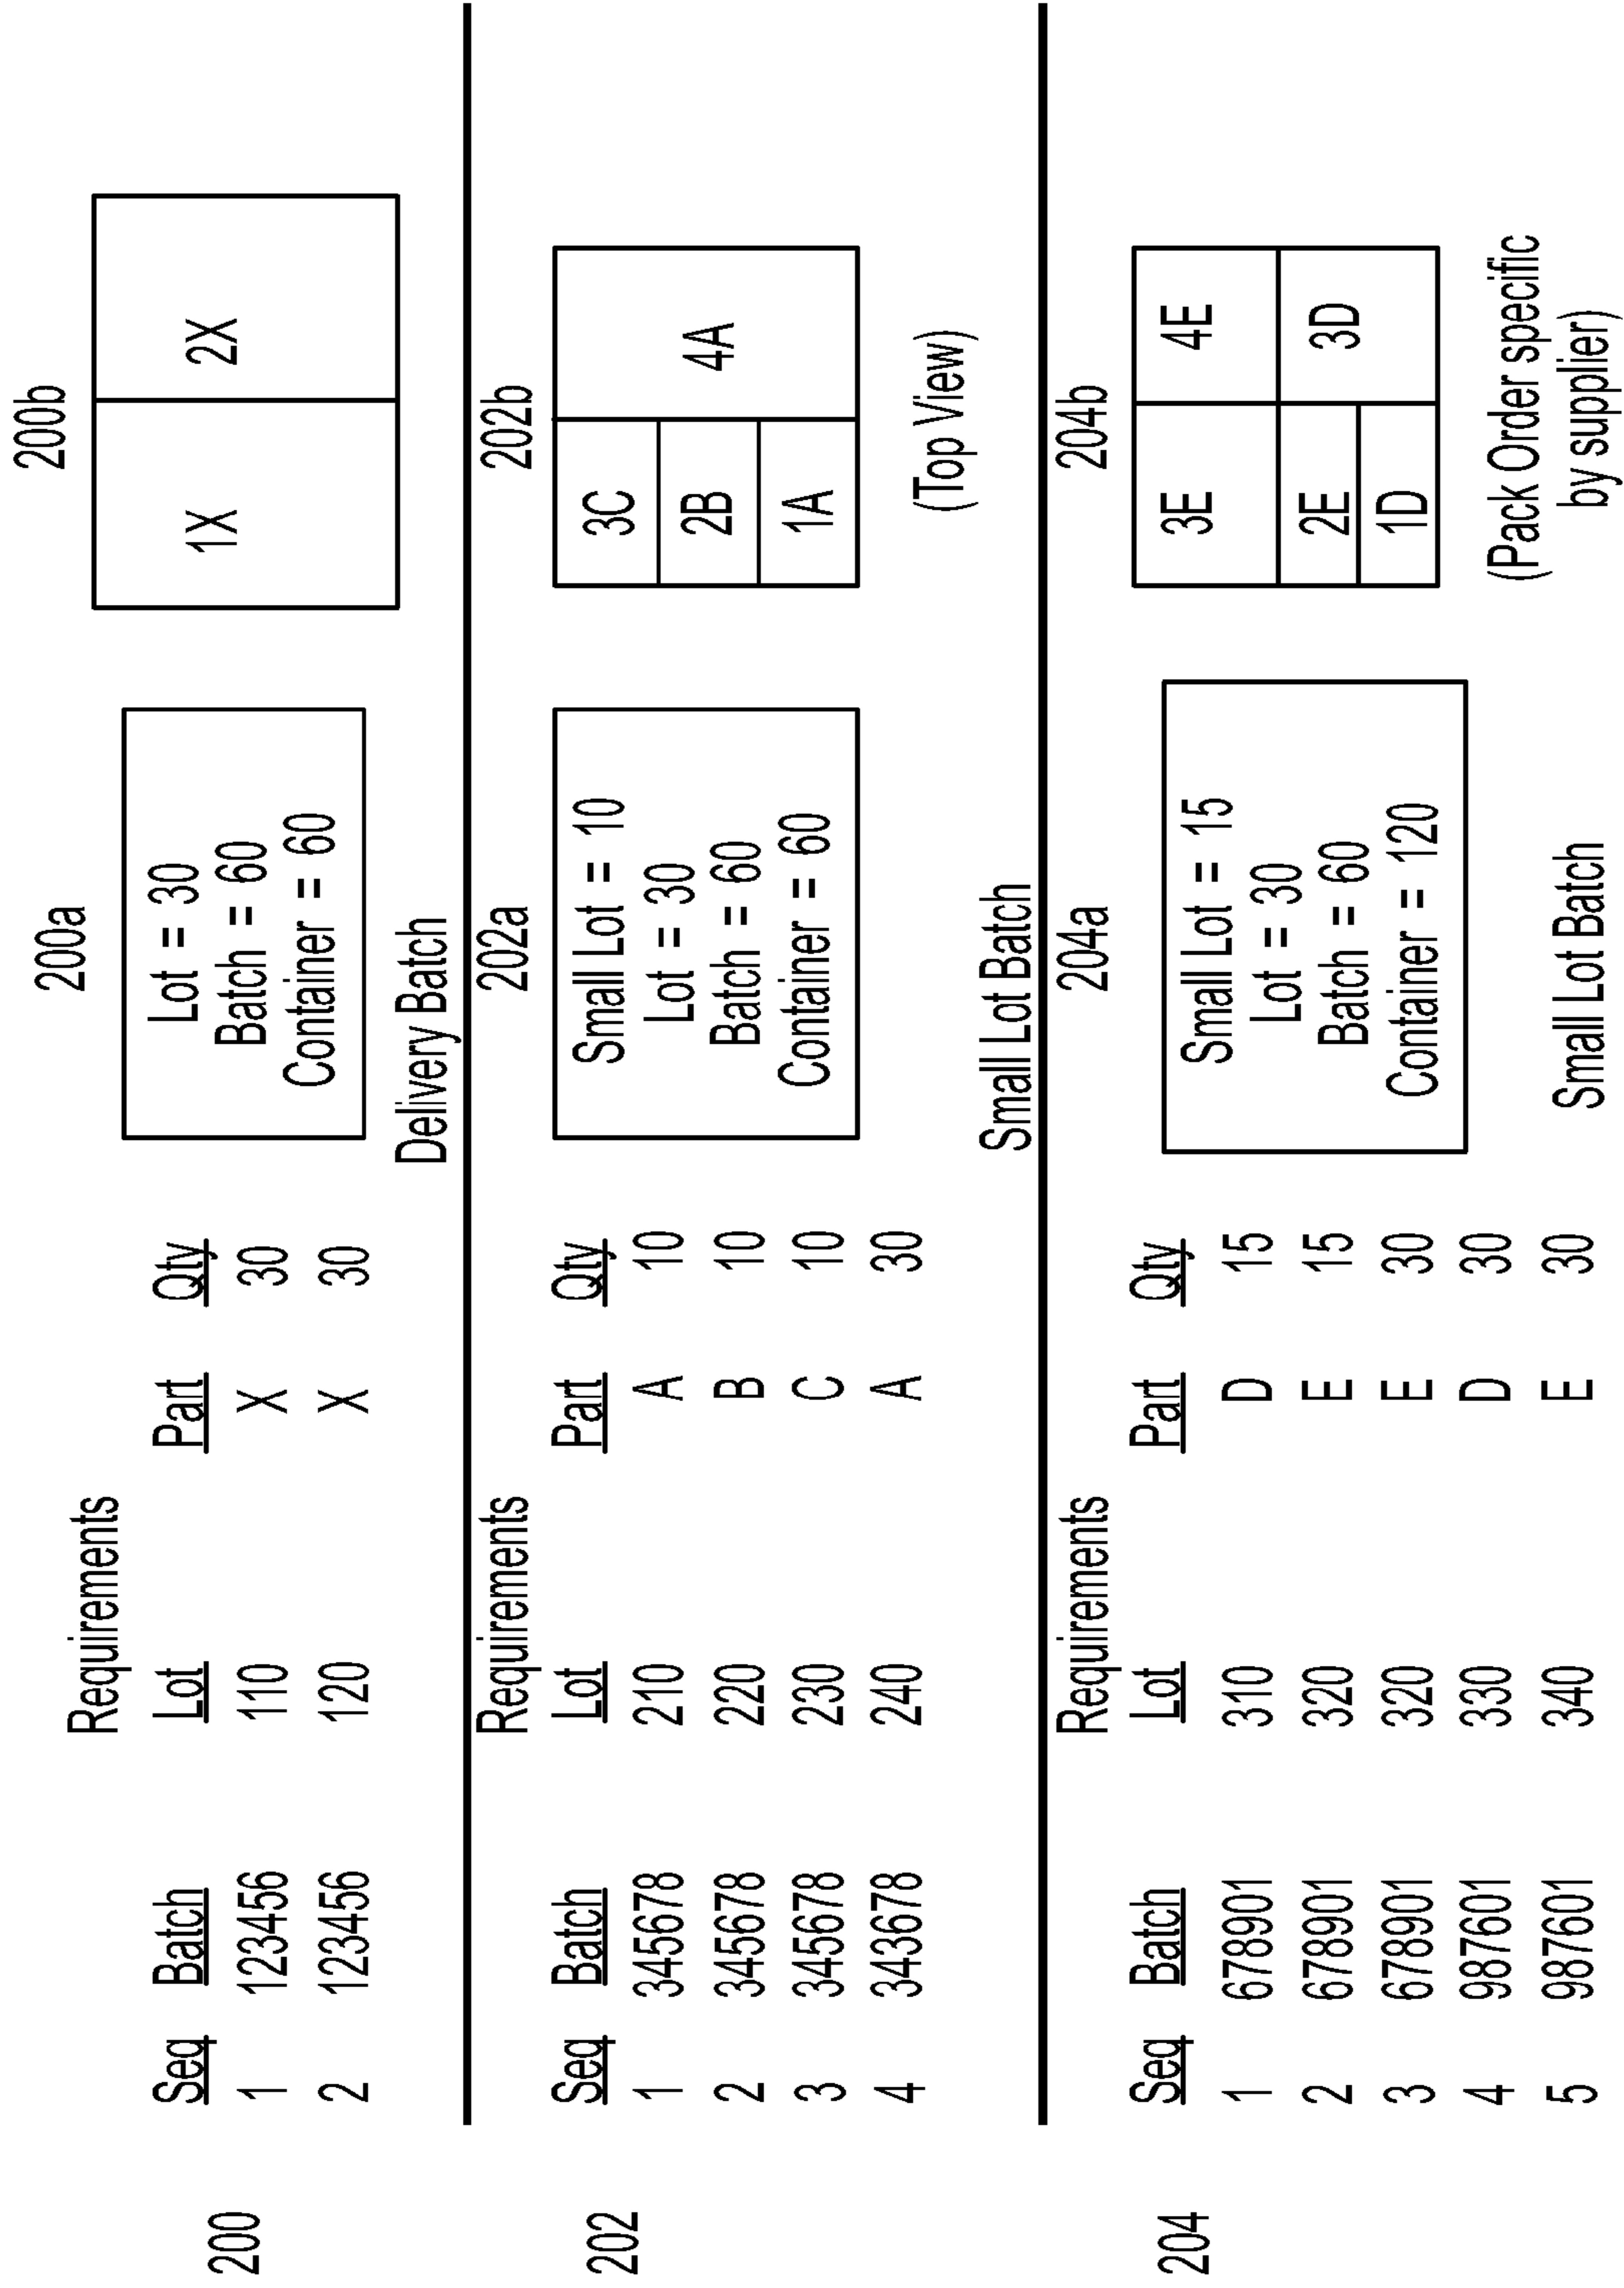 200
Requirements
Seq Batch Lot Part Qty
1 123456 110 X 30
2 123456 120 X 30
200a
Lot = 30
Batch = 60
Container = 60
Delivery Batch
200b
1X 2X
202
Requirements
Seq Batch Lot Part Qty
1 345678 210 A 10
2 345678 220 B 10
3 345678 230 C 10
4 343678 240 A 30
202a
Small Lot = 10
Lot = 30
Batch = 60
Container = 60
Small Lot Batch
202b
3C
2B
1A
4A
(Top View)
204
Requirements
Seq Batch Lot Part Qty
1 678901 310 D 15
2 678901 320 E 15
3 678901 320 E 30
4 987601 330 D 30
5 987601 340 E 30
204a
Small Lot = 15
Lot = 30
Batch = 60
Container = 120
Small Lot Batch
204b
3E 4E
2E
1D
3D
(Pack Order specific
by supplier)